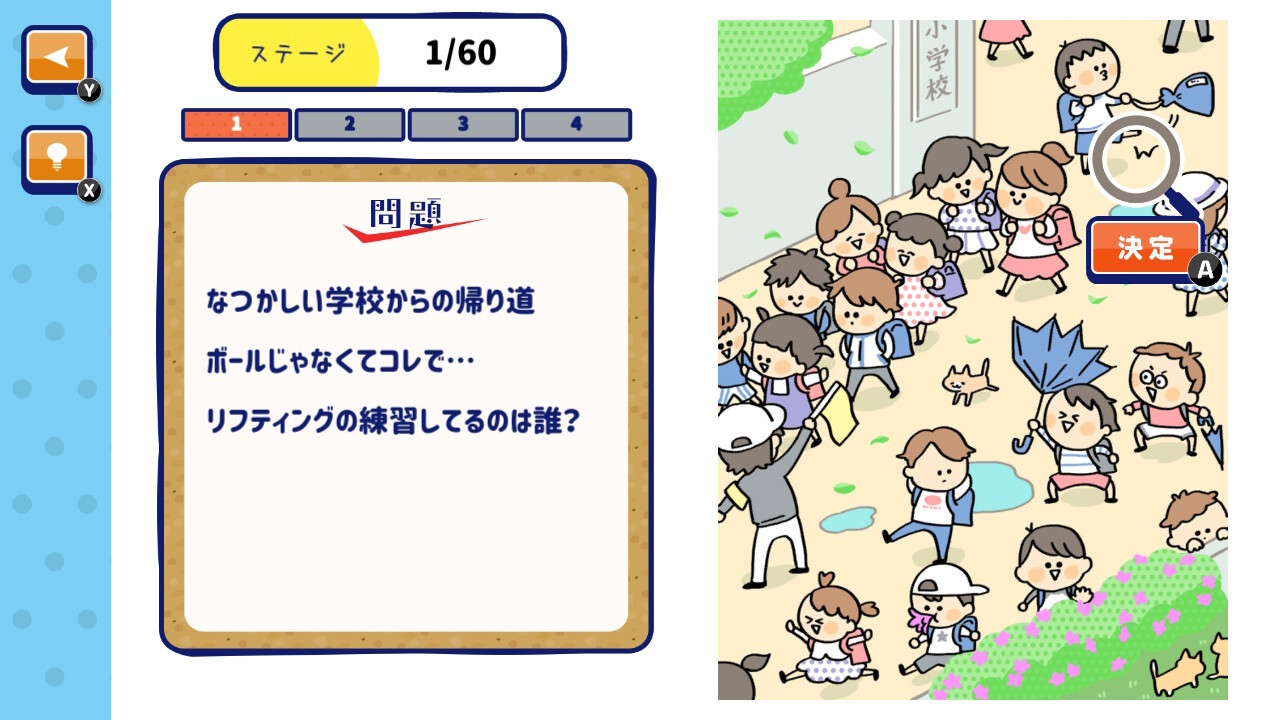 ステージ
1/60
1
2
3
4
問題
なつかしい学校からの帰り道
ボールじゃなくてコレで…
リフティングの練習してるのは誰?
Y
X
小学校
決定
A